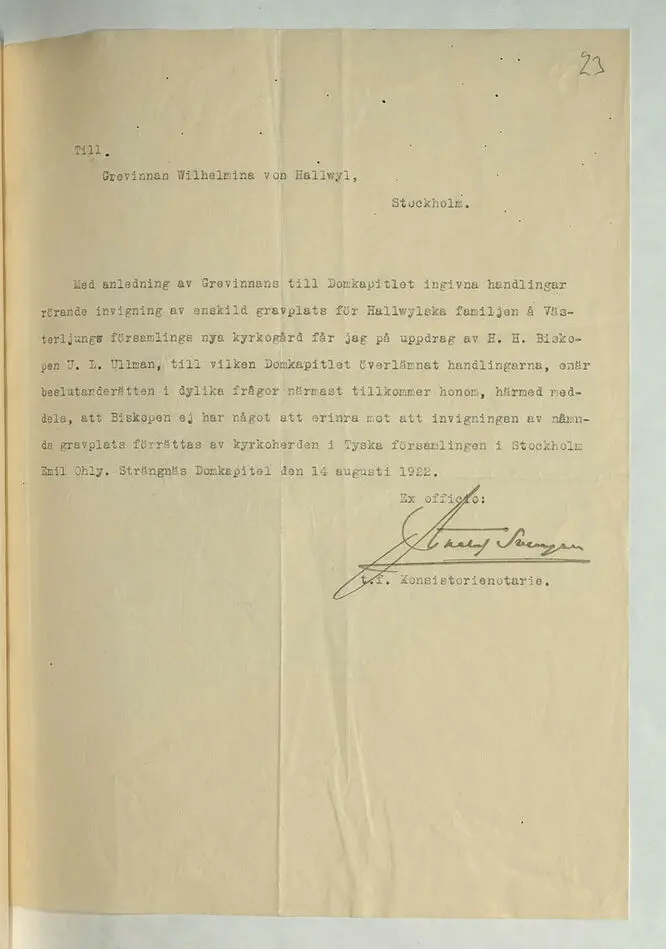 23
Till.
Grevinnan Wilhelmina von Hallwyl,
Stockholm.
Med anledning av Grevinnans till Domkapitlet ingivna handlingar
rörande invigning av enskild gravplats för Hallwylska familjen å Väs-
terljungs församlings nya kyrkogård får jag på uppdrag av H. H. Bisko-
pen U. L. Ullman, till vilken Domkapitlet överlämnat handlingarna, enär
beslutanderätten i dylika frågor närmast tillkommer honom, härmed med-
dela, att Biskopen ej har något att erinra mot att invigningen av nämn-
da gravplats förrättas av kyrkoherden i Tyska församlingen i Stockholm
Emil Ohly. Strängnäs Domkapitel den 14 augusti 1922.
Ex officio:
t.f. Konsistorienotarie.